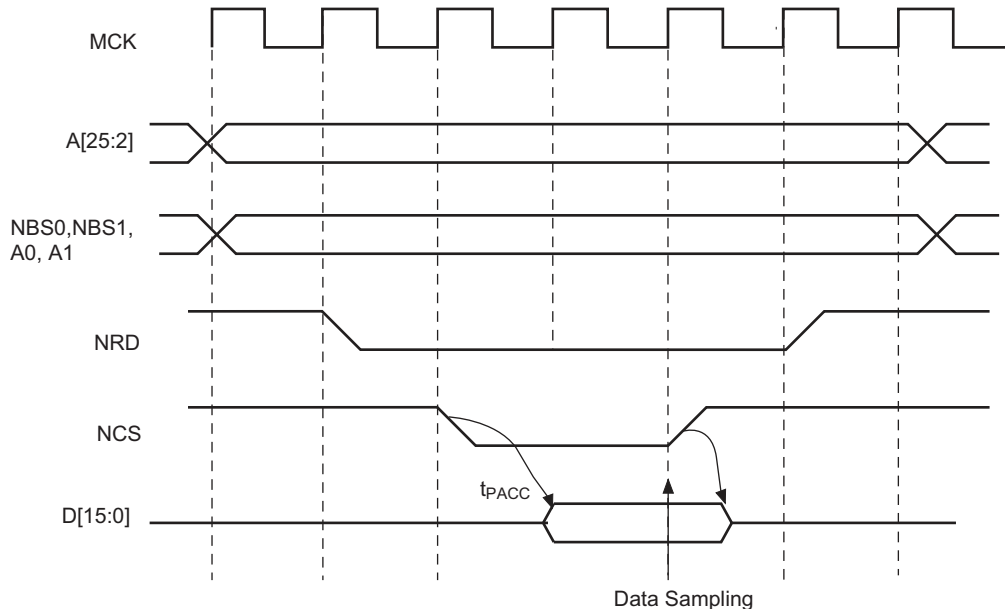 MCK
A[25:2]
NBS0,NBS1,
A0, A1
NRD
NCS
tPACC
D[15:0]
Data Sampling